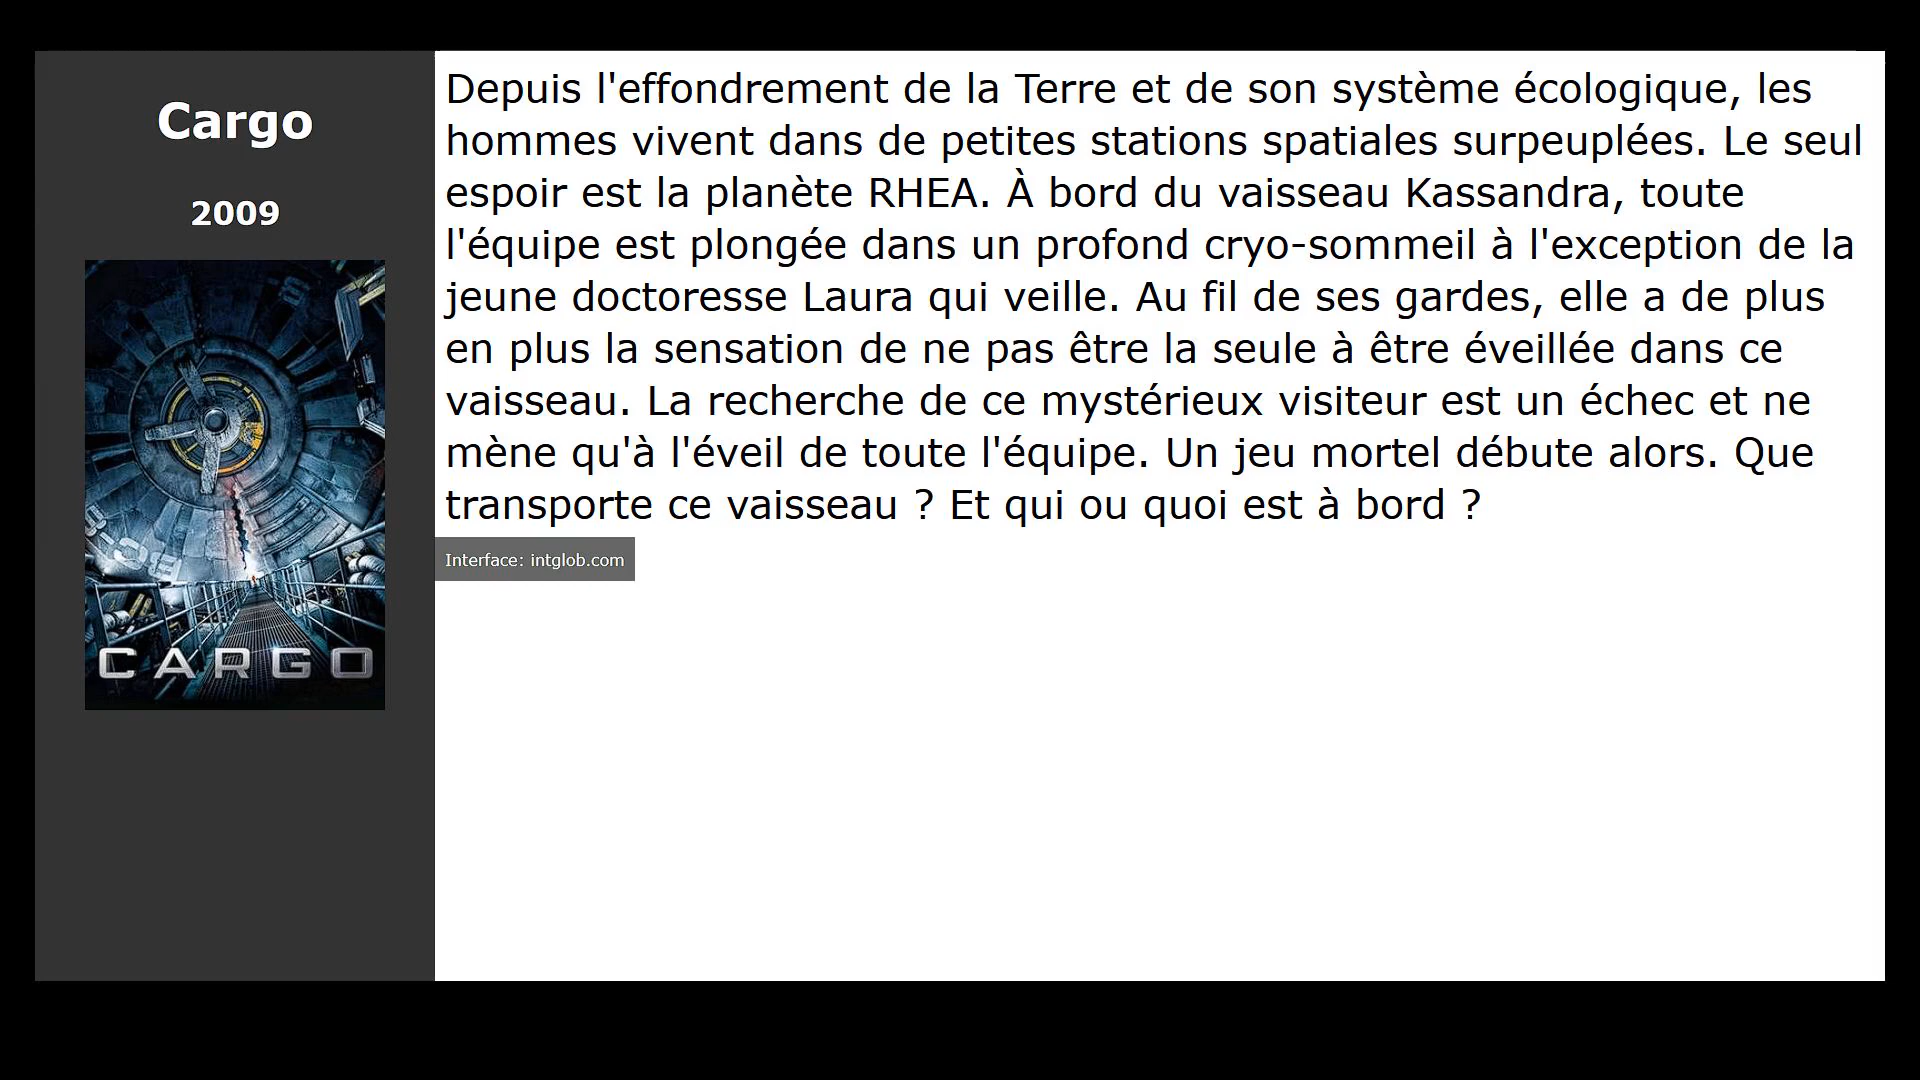 Cargo
2009
CARGO
Depuis l'effondrement de la Terre et de son système écologique, les
hommes vivent dans de petites stations spatiales surpeuplées. Le seul
espoir est la planète RHEA. À bord du vaisseau Kassandra, toute
l'équipe est plongée dans un profond cryo-sommeil à l'exception de la
jeune doctoresse Laura qui veille. Au fil de ses gardes, elle a de plus
en plus la sensation de ne pas être la seule à être éveillée dans ce
vaisseau. La recherche de ce mystérieux visiteur est un échec et ne
mène qu'à l'éveil de toute l'équipe. Un jeu mortel débute alors. Que
transporte ce vaisseau ? Et qui ou quoi est à bord ?
Interface: intglob.com